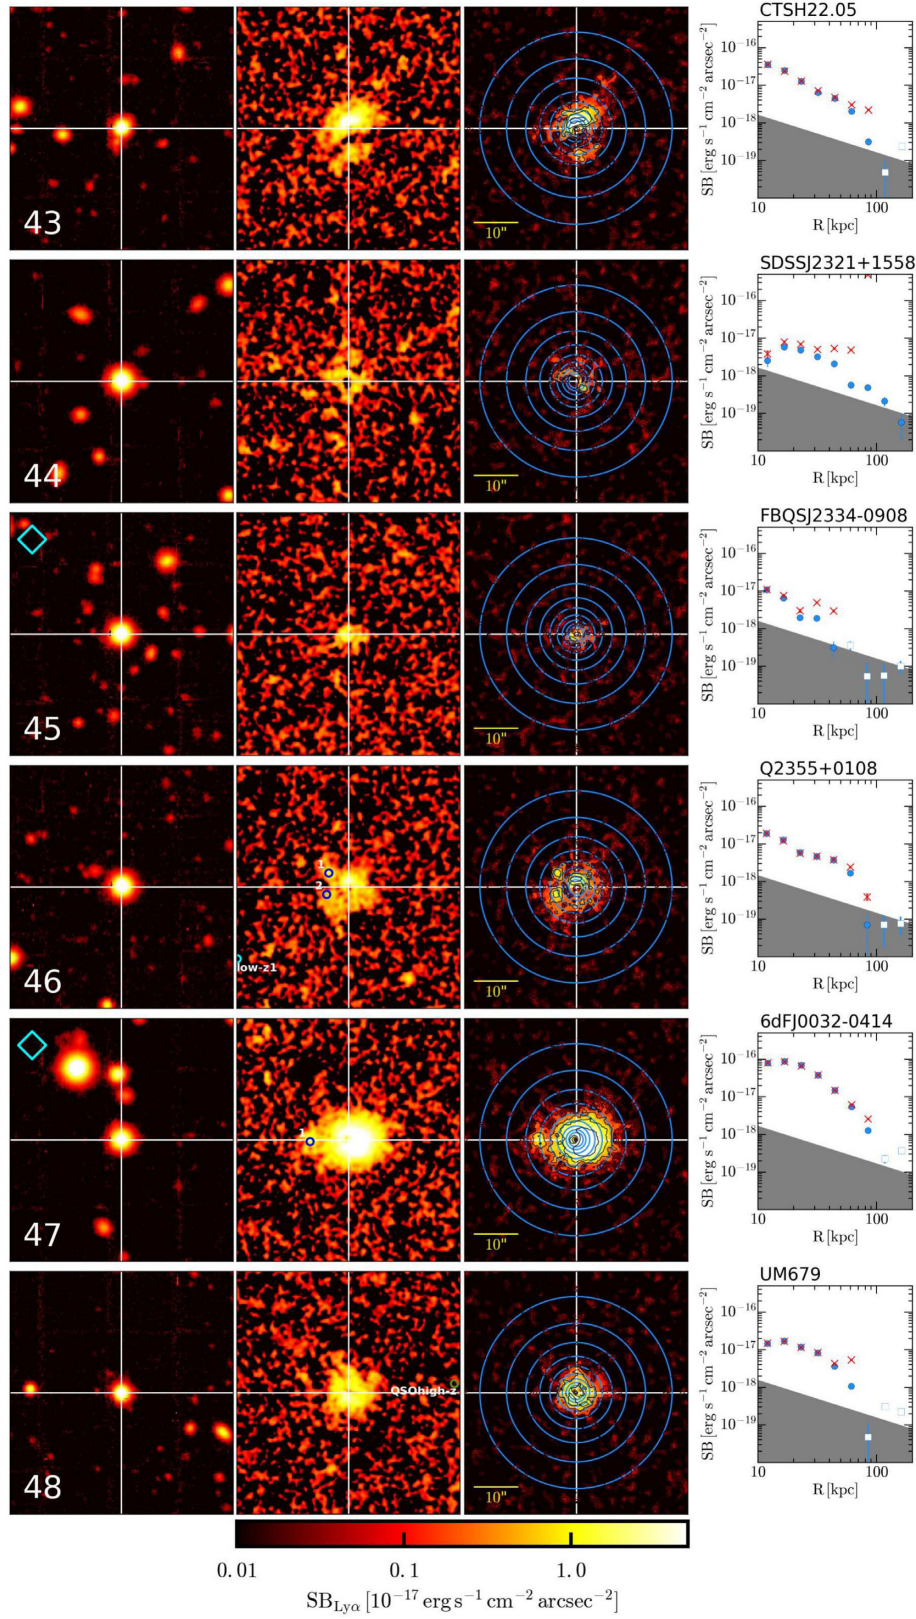 CTSH22.05
10⁻¹⁶
10⁻¹⁷
10⁻¹⁸
10⁻¹⁹
SB [erg s⁻¹ cm⁻² arcsec⁻²]
10 100
R [kpc]
43
10"
SDSSJ2321+1558
10⁻¹⁶
10⁻¹⁷
10⁻¹⁸
10⁻¹⁹
SB [erg s⁻¹ cm⁻² arcsec⁻²]
10 100
R [kpc]
44
10"
FBQSJ2334-0908
10⁻¹⁶
10⁻¹⁷
10⁻¹⁸
10⁻¹⁹
SB [erg s⁻¹ cm⁻² arcsec⁻²]
10 100
R [kpc]
45
10"
Q2355+0108
10⁻¹⁶
10⁻¹⁷
10⁻¹⁸
10⁻¹⁹
SB [erg s⁻¹ cm⁻² arcsec⁻²]
10 100
R [kpc]
1
2
low-z1
46
10"
6dFJ0032-0414
10⁻¹⁶
10⁻¹⁷
10⁻¹⁸
10⁻¹⁹
SB [erg s⁻¹ cm⁻² arcsec⁻²]
10 100
R [kpc]
1
47
10"
UM679
10⁻¹⁶
10⁻¹⁷
10⁻¹⁸
10⁻¹⁹
SB [erg s⁻¹ cm⁻² arcsec⁻²]
10 100
R [kpc]
QSOhigh-z
48
10"
0.01 0.1 1.0
SB_Lyα [10⁻¹⁷ erg s⁻¹ cm⁻² arcsec⁻²]